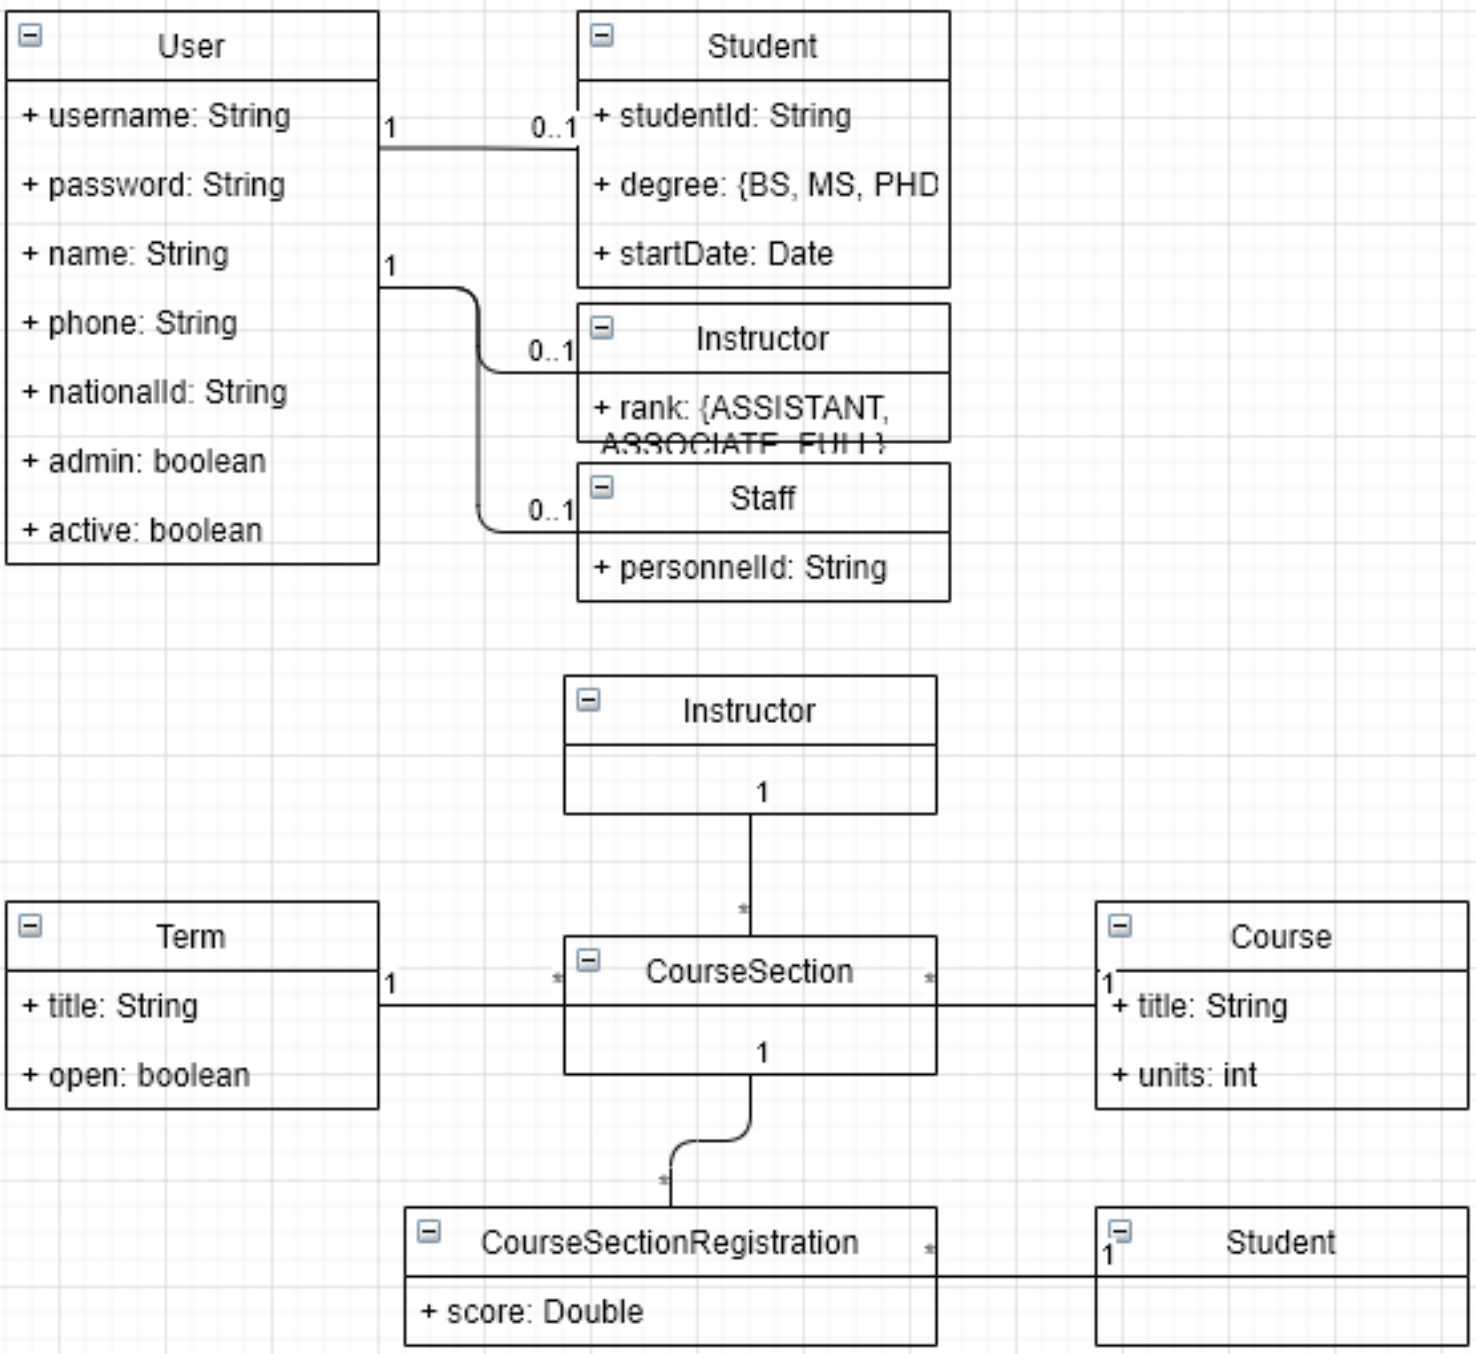 User
+ username: String
+ password: String
+ name: String
+ phone: String
+ nationalId: String
+ admin: boolean
+ active: boolean
1
0..1
1
0..1
0..1
Student
+ studentId: String
+ degree: {BS, MS, PHD
+ startDate: Date
Instructor
+ rank: {ASSISTANT,
ASSOCIATE, FULL}
Staff
+ personnelId: String
Instructor
1
*
Term
+ title: String
+ open: boolean
1
*
CourseSection
*
1
1
Course
+ title: String
+ units: int
*
CourseSectionRegistration
*
+ score: Double
1
Student